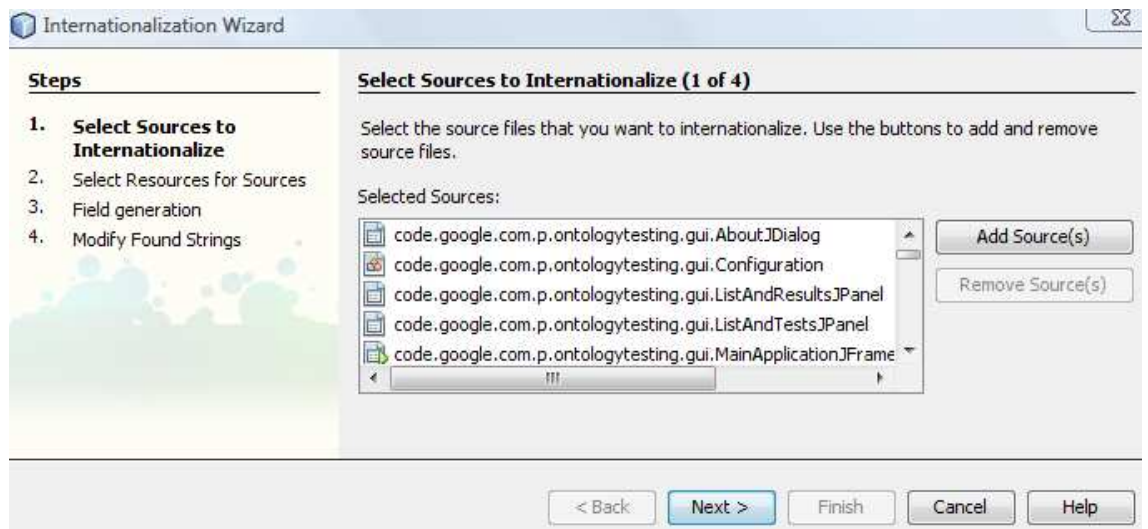 Internationalization Wizard
Steps
1. Select Sources to
Internationalize
2. Select Resources for Sources
3. Field generation
4. Modify Found Strings
Select Sources to Internationalize (1 of 4)
Select the source files that you want to internationalize. Use the buttons to add and remove
source files.
Selected Sources:
code.google.com.p.ontologytesting.gui.AboutJDialog
code.google.com.p.ontologytesting.gui.Configuration
code.google.com.p.ontologytesting.gui.ListAndResultsJPanel
code.google.com.p.ontologytesting.gui.ListAndTestsJPanel
code.google.com.p.ontologytesting.gui.MainApplicationJFrame
Add Source(s)
Remove Source(s)
< Back
Next >
Finish
Cancel
Help